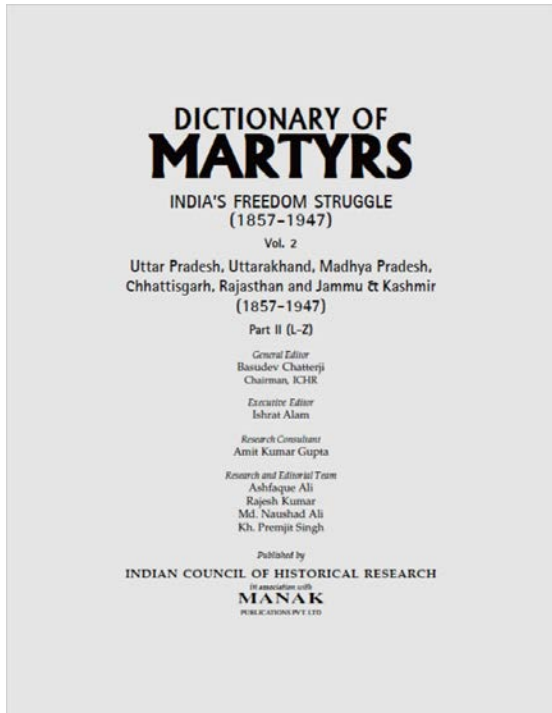 DICTIONARY OF
MARTYRS
INDIA'S FREEDOM STRUGGLE
(1857-1947)
Vol. 2
Uttar Pradesh, Uttarakhand, Madhya Pradesh,
Chhattisgarh, Rajasthan and Jammu & Kashmir
(1857-1947)
Part II (L-Z)
General Editor
Basudev Chatterji
Chairman, ICHR
Executive Editor
Ishrat Alam
Research Consultant
Amit Kumar Gupta
Research and Editorial Team
Ashfaque Ali
Rajesh Kumar
Md. Naushad Ali
Kh. Premjit Singh
Published by
INDIAN COUNCIL OF HISTORICAL RESEARCH
in association with
MANAK
PUBLICATIONS PVT. LTD